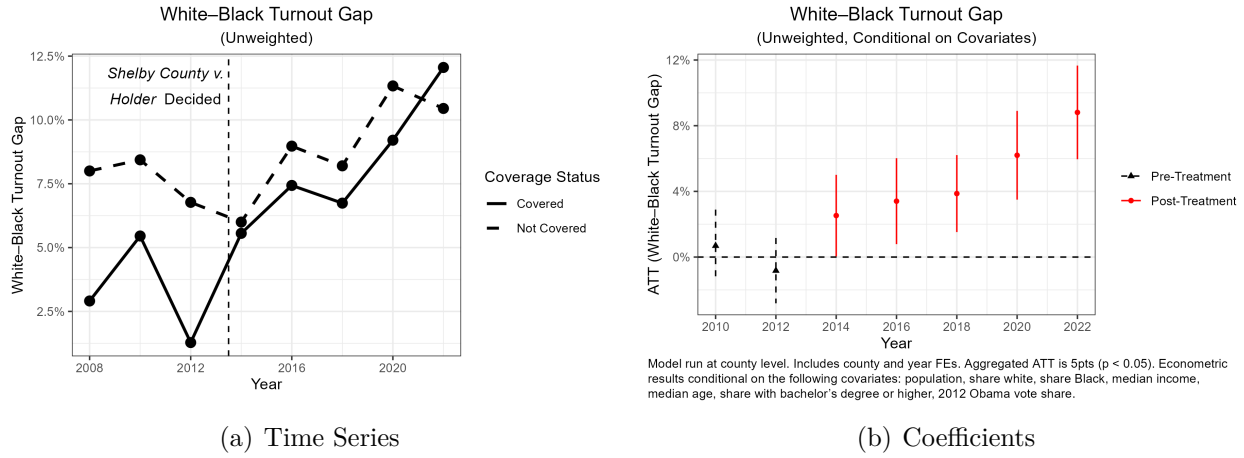 White–Black Turnout Gap
(Unweighted)
12.5%
10.0%
7.5%
5.0%
2.5%
White–Black Turnout Gap
Shelby County v.
Holder Decided
2008
2012
2016
2020
Year
Coverage Status
Covered
Not Covered
(a) Time Series
White–Black Turnout Gap
(Unweighted, Conditional on Covariates)
12%
8%
4%
0%
ATT (White–Black Turnout Gap)
2010
2012
2014
2016
2018
2020
2022
Year
Pre-Treatment
Post-Treatment
Model run at county level. Includes county and year FEs. Aggregated ATT is 5pts (p < 0.05). Econometric
results conditional on the following covariates: population, share white, share Black, median income,
median age, share with bachelor's degree or higher, 2012 Obama vote share.
(b) Coefficients